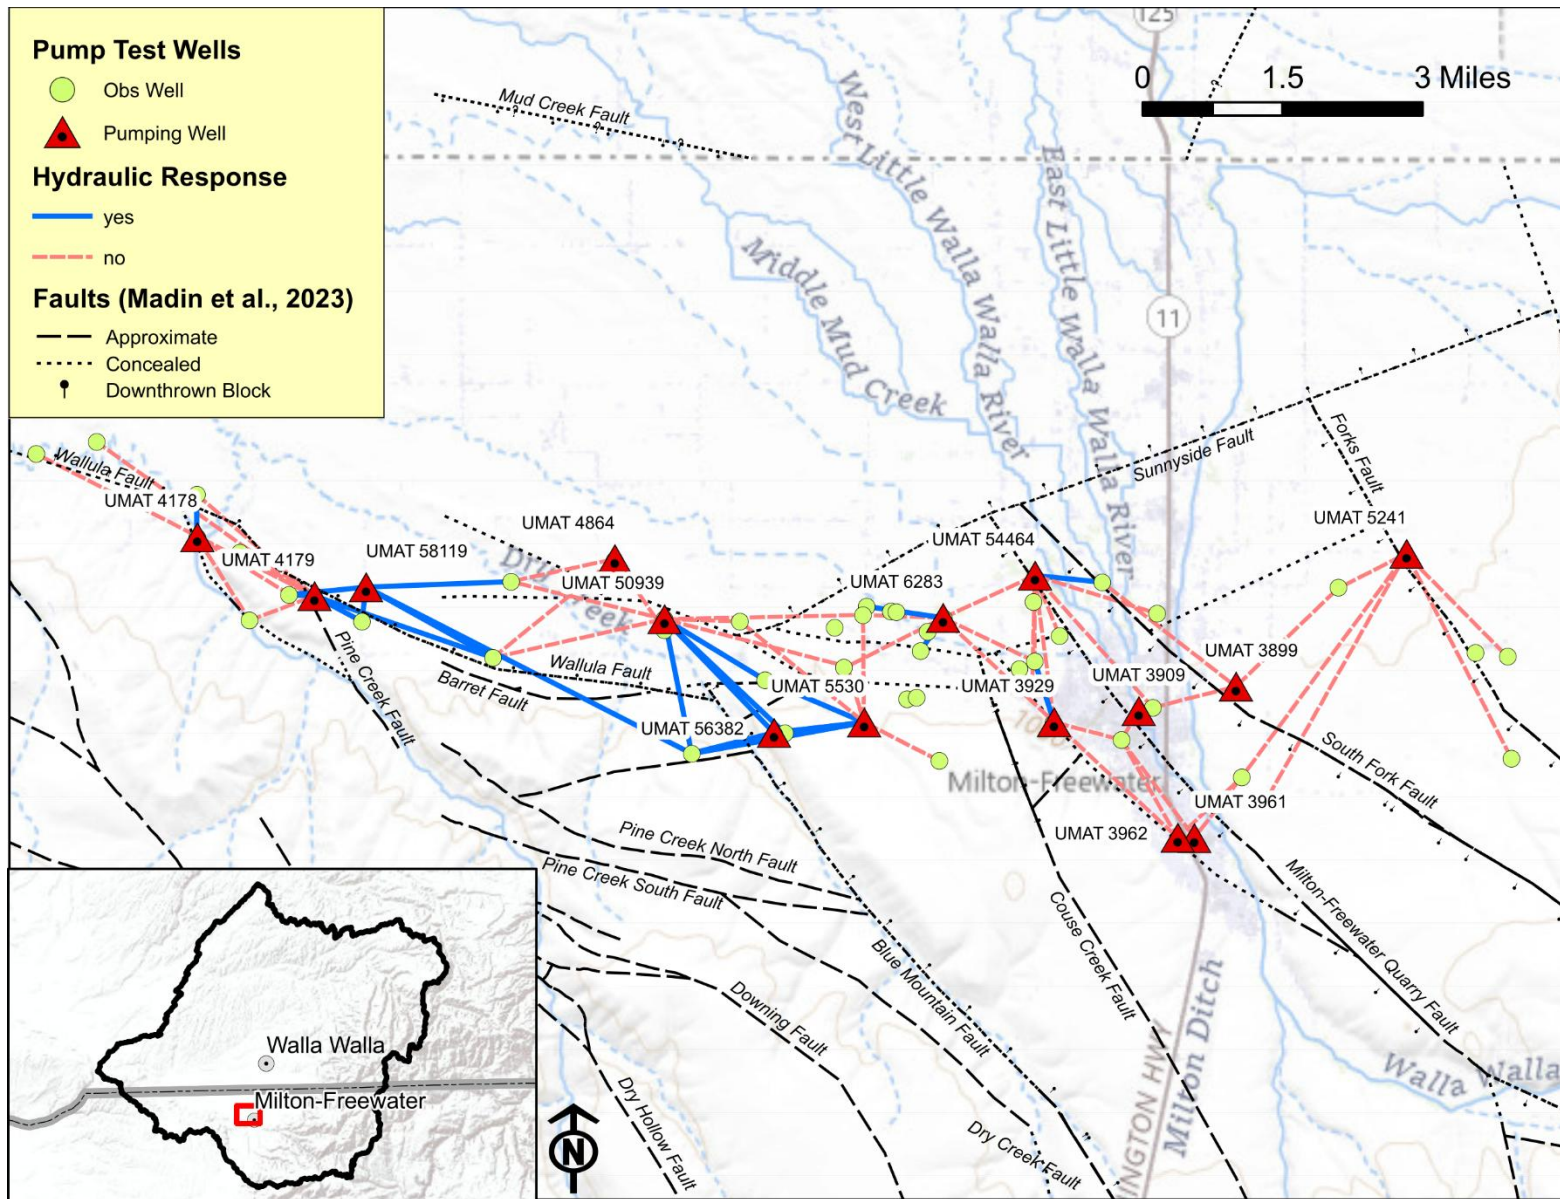 Pump Test Wells
Obs Well
Pumping Well
Hydraulic Response
yes
no
Faults (Madin et al., 2023)
Approximate
Concealed
Downthrown Block
125
0 1.5 3 Miles
Mud Creek Fault
West Little Walla Walla River
East Little Walla Walla River
Middle Mud Creek
11
Sunnyside Fault
Forks Fault
Wallula Fault
UMAT 4178
UMAT 4179
UMAT 58119
UMAT 4864
Dry Creek
UMAT 50939
UMAT 6283
UMAT 54464
UMAT 5241
UMAT 3899
UMAT 3909
UMAT 3929
UMAT 5530
UMAT 56382
Wallula Fault
Barret Fault
Pine Creek Fault
Milton-Freewater
South Fork Fault
UMAT 3961
UMAT 3962
Pine Creek North Fault
Pine Creek South Fault
Blue Mountain Fault
Couse Creek Fault
Milton-Freewater Quarry Fault
Downing Fault
Dry Hollow Fault
Dry Creek Fault
INGTON HWY
Milton Ditch
Walla Walla
Walla Walla
Milton-Freewater
N